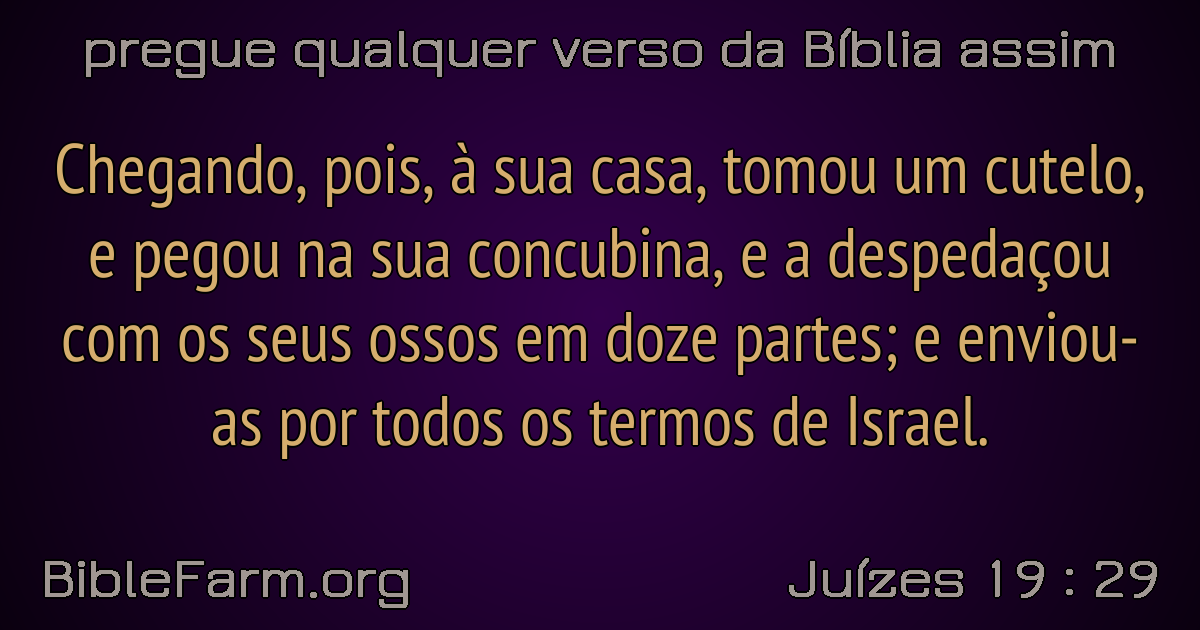 pregue qualquer verso da Bíblia assim
Chegando, pois, à sua casa, tomou um cutelo,
e pegou na sua concubina, e a despedaçou
com os seus ossos em doze partes; e enviou-
as por todos os termos de Israel.
BibleFarm.org
Juízes 19 : 29